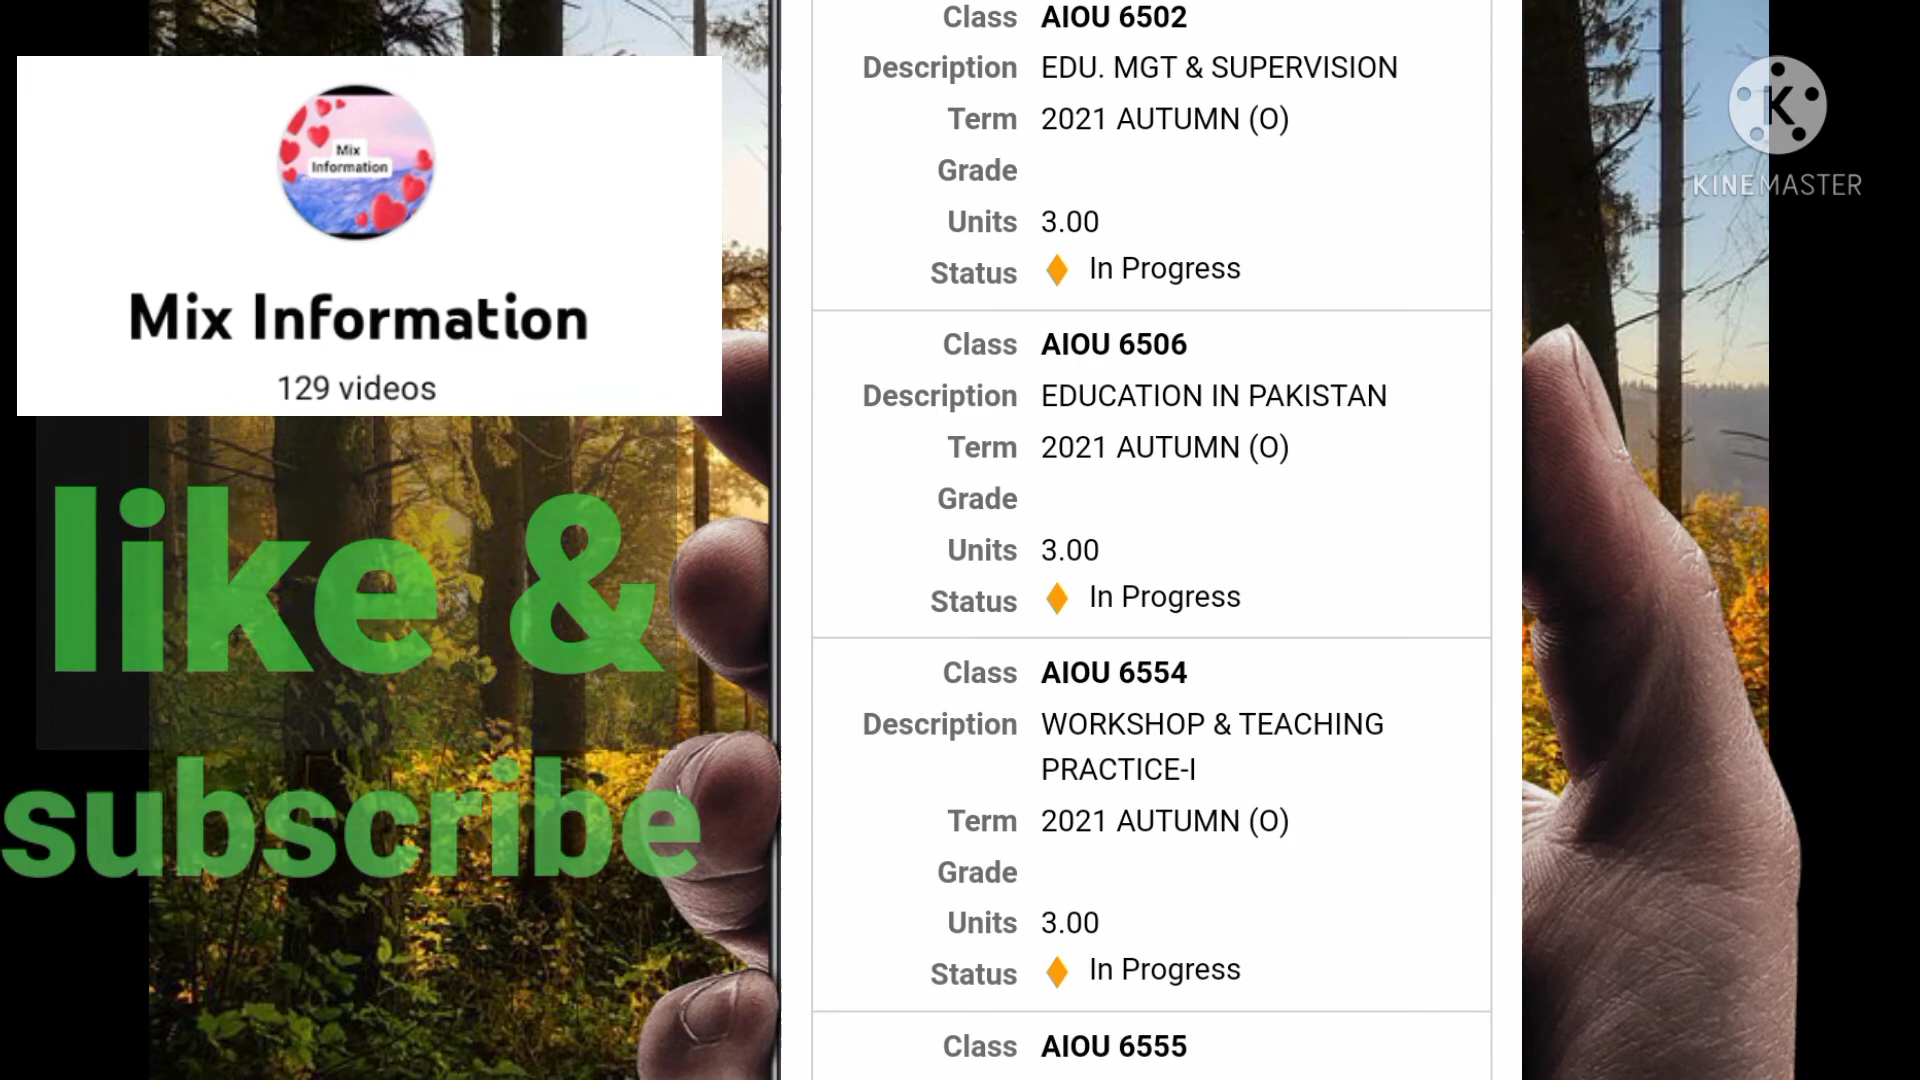 Mix
Information
Mix Information
129 videos
like &
subscribe
Class AIOU 6502
Description EDU. MGT & SUPERVISION
Term 2021 AUTUMN (O)
Grade
Units 3.00
Status In Progress
Class AIOU 6506
Description EDUCATION IN PAKISTAN
Term 2021 AUTUMN (O)
Grade
Units 3.00
Status In Progress
Class AIOU 6554
Description WORKSHOP & TEACHING
PRACTICE-I
Term 2021 AUTUMN (O)
Grade
Units 3.00
Status In Progress
Class AIOU 6555
K
KINEMASTER